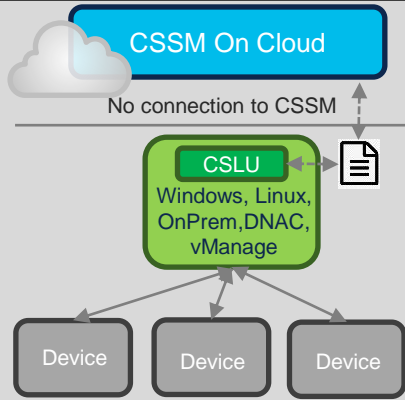 CSSM On Cloud
No connection to CSSM
CSLU
Windows, Linux,
OnPrem,DNAC,
vManage
Device
Device
Device